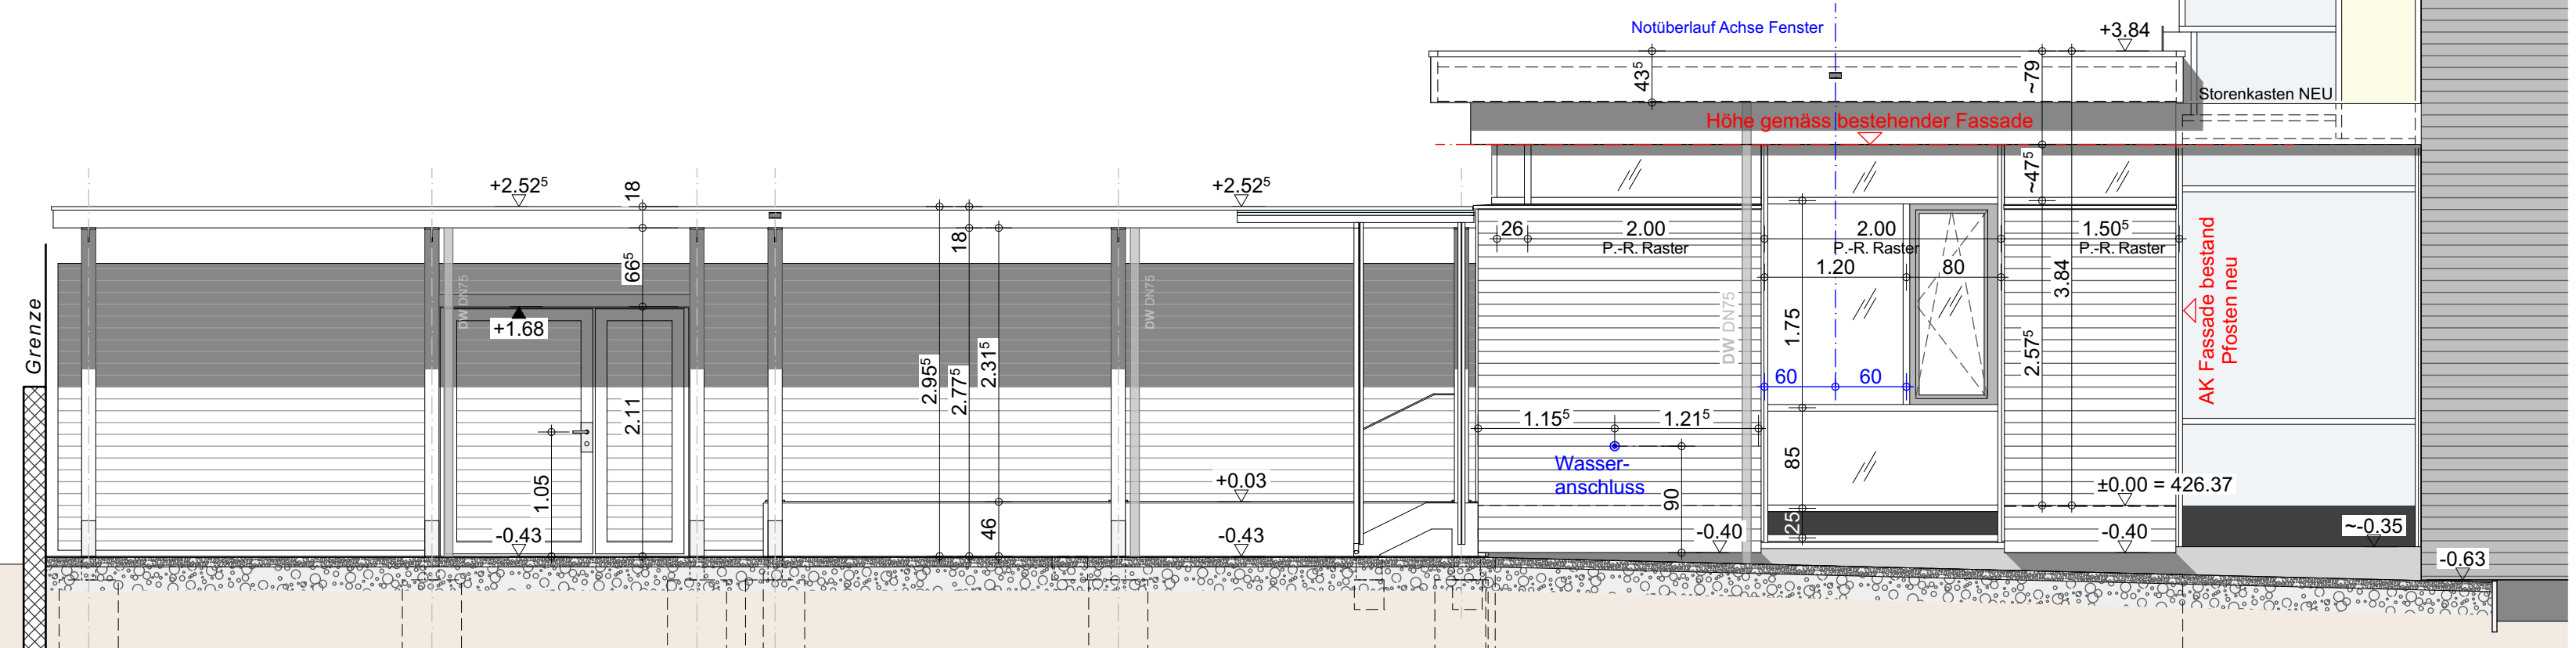 Notüberlauf Achse Fenster
+3.84
43⁵
~79
Storenkasten NEU
Höhe gemäss bestehender Fassade
~47⁵
+2.52⁵
18
+2.52⁵
18
66⁵
26
2.00
P.-R. Raster
2.00
P.-R. Raster
1.50⁵
P.-R. Raster
1.20
80
3.84
AK Fassade bestand
Pfosten neu
Grenze
DW DN75
+1.68
DW DN75
DW DN75
1.75
2.57⁵
2.95⁵
2.77⁵
2.31⁵
60
60
2.11
1.15⁵
1.21⁵
Wasser-
anschluss
85
1.05
+0.03
90
±0.00 = 426.37
-0.43
46
-0.43
-0.40
25
-0.40
~-0.35
-0.63